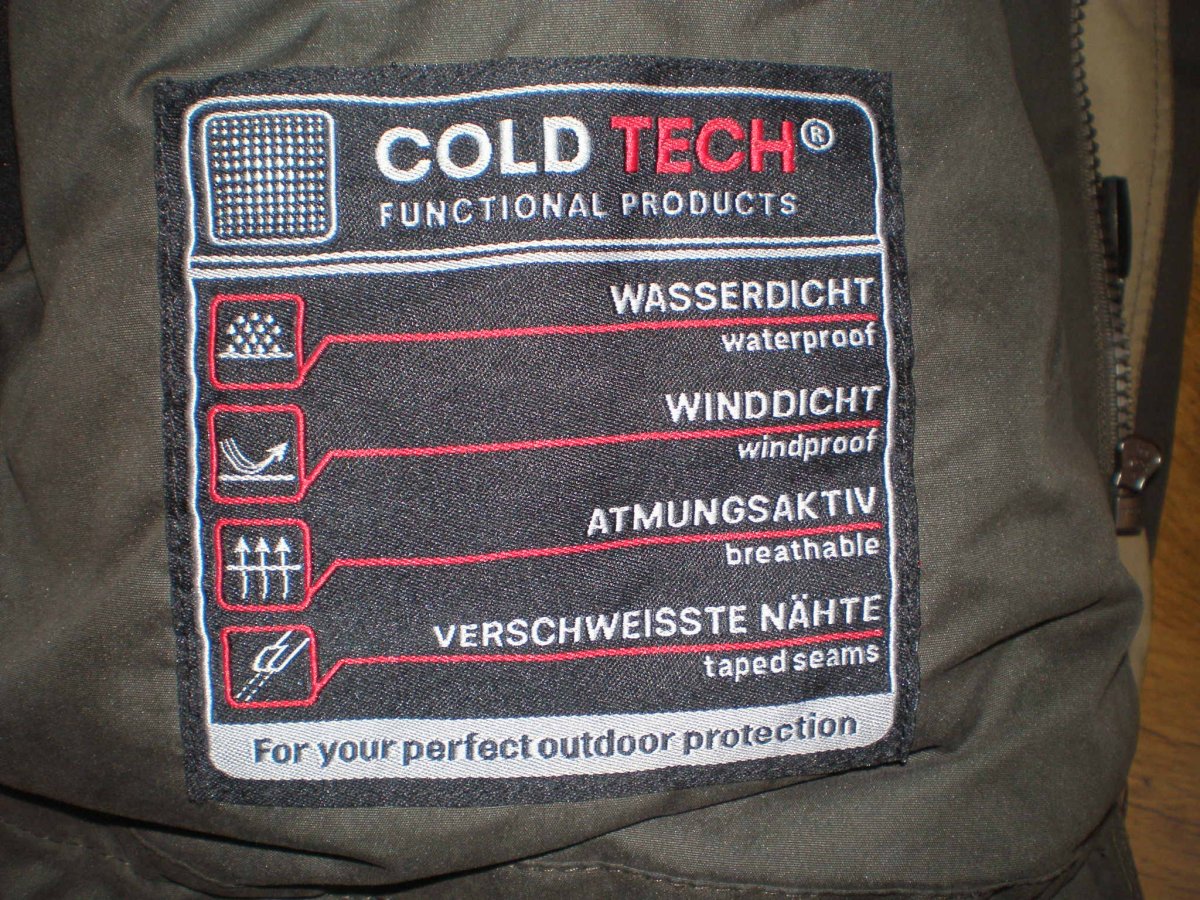 COLD TECH®
FUNCTIONAL PRODUCTS
WASSERDICHT
waterproof
WINDDICHT
windproof
ATMUNGSAKTIV
breathable
VERSCHWEISSTE NÄHTE
taped seams
For your perfect outdoor protection